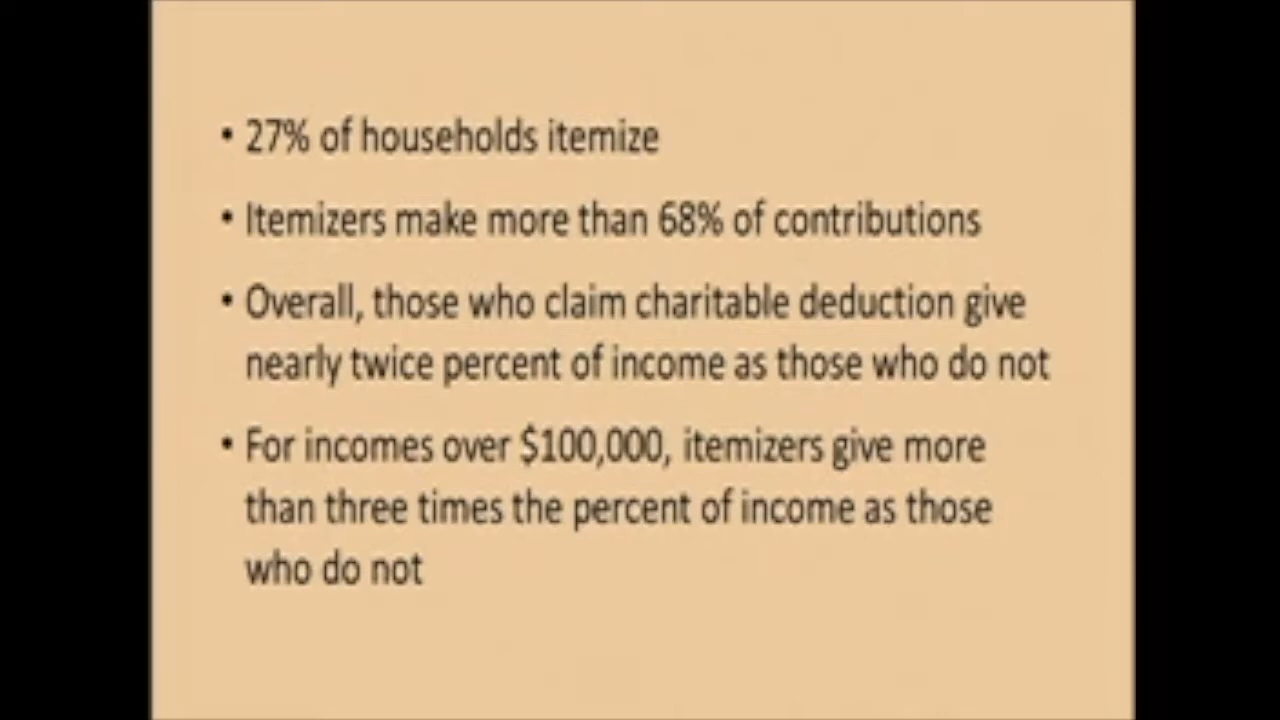 • 27% of households itemize
• Itemizers make more than 68% of contributions
• Overall, those who claim charitable deduction give
nearly twice percent of income as those who do not
• For incomes over $100,000, itemizers give more
than three times the percent of income as those
who do not